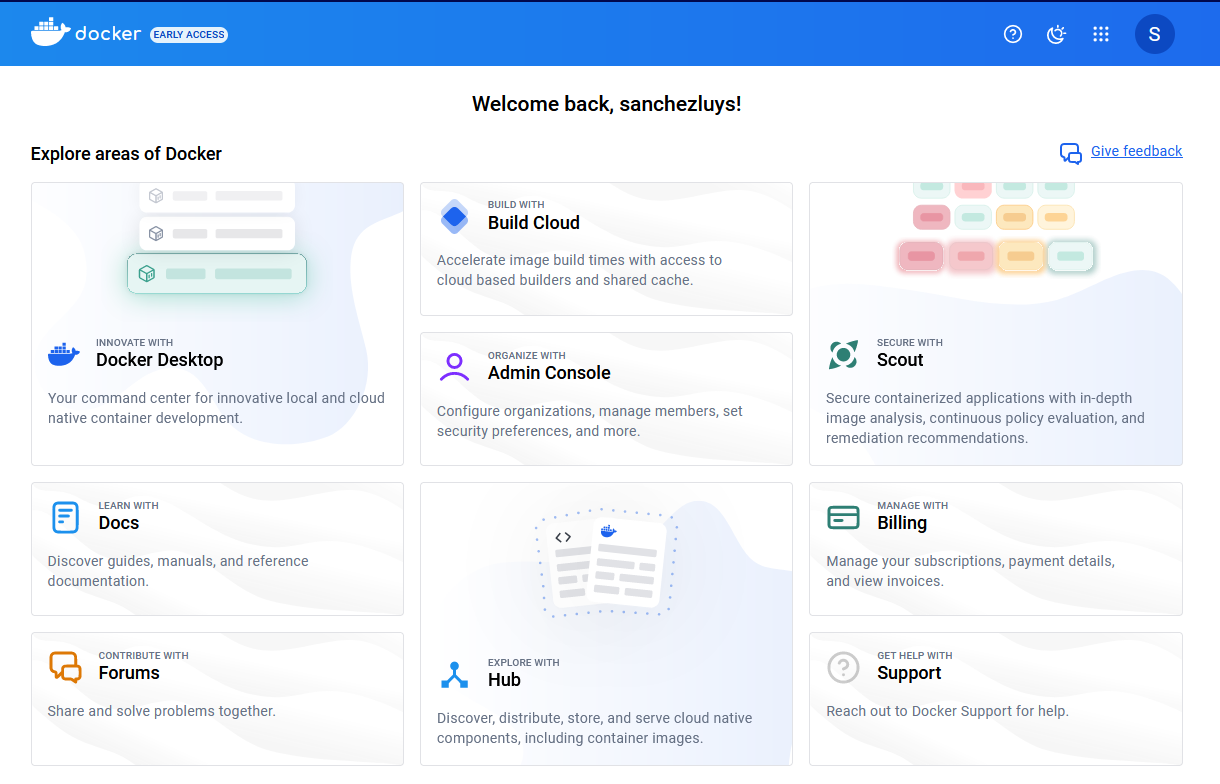 docker EARLY ACCESS
S
Welcome back, sanchezluys!
Explore areas of Docker
Give feedback
INNOVATE WITH
Docker Desktop
Your command center for innovative local and cloud
native container development.
BUILD WITH
Build Cloud
Accelerate image build times with access to
cloud based builders and shared cache.
ORGANIZE WITH
Admin Console
Configure organizations, manage members, set
security preferences, and more.
SECURE WITH
Scout
Secure containerized applications with in-depth
image analysis, continuous policy evaluation, and
remediation recommendations.
LEARN WITH
Docs
Discover guides, manuals, and reference
documentation.
CONTRIBUTE WITH
Forums
Share and solve problems together.
EXPLORE WITH
Hub
Discover, distribute, store, and serve cloud native
components, including container images.
MANAGE WITH
Billing
Manage your subscriptions, payment details,
and view invoices.
GET HELP WITH
Support
Reach out to Docker Support for help.